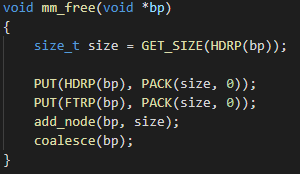 void mm_free(void *bp)
{
    size_t size = GET_SIZE(HDRP(bp));

    PUT(HDRP(bp), PACK(size, 0));
    PUT(FTRP(bp), PACK(size, 0));
    add_node(bp, size);
    coalesce(bp);
}